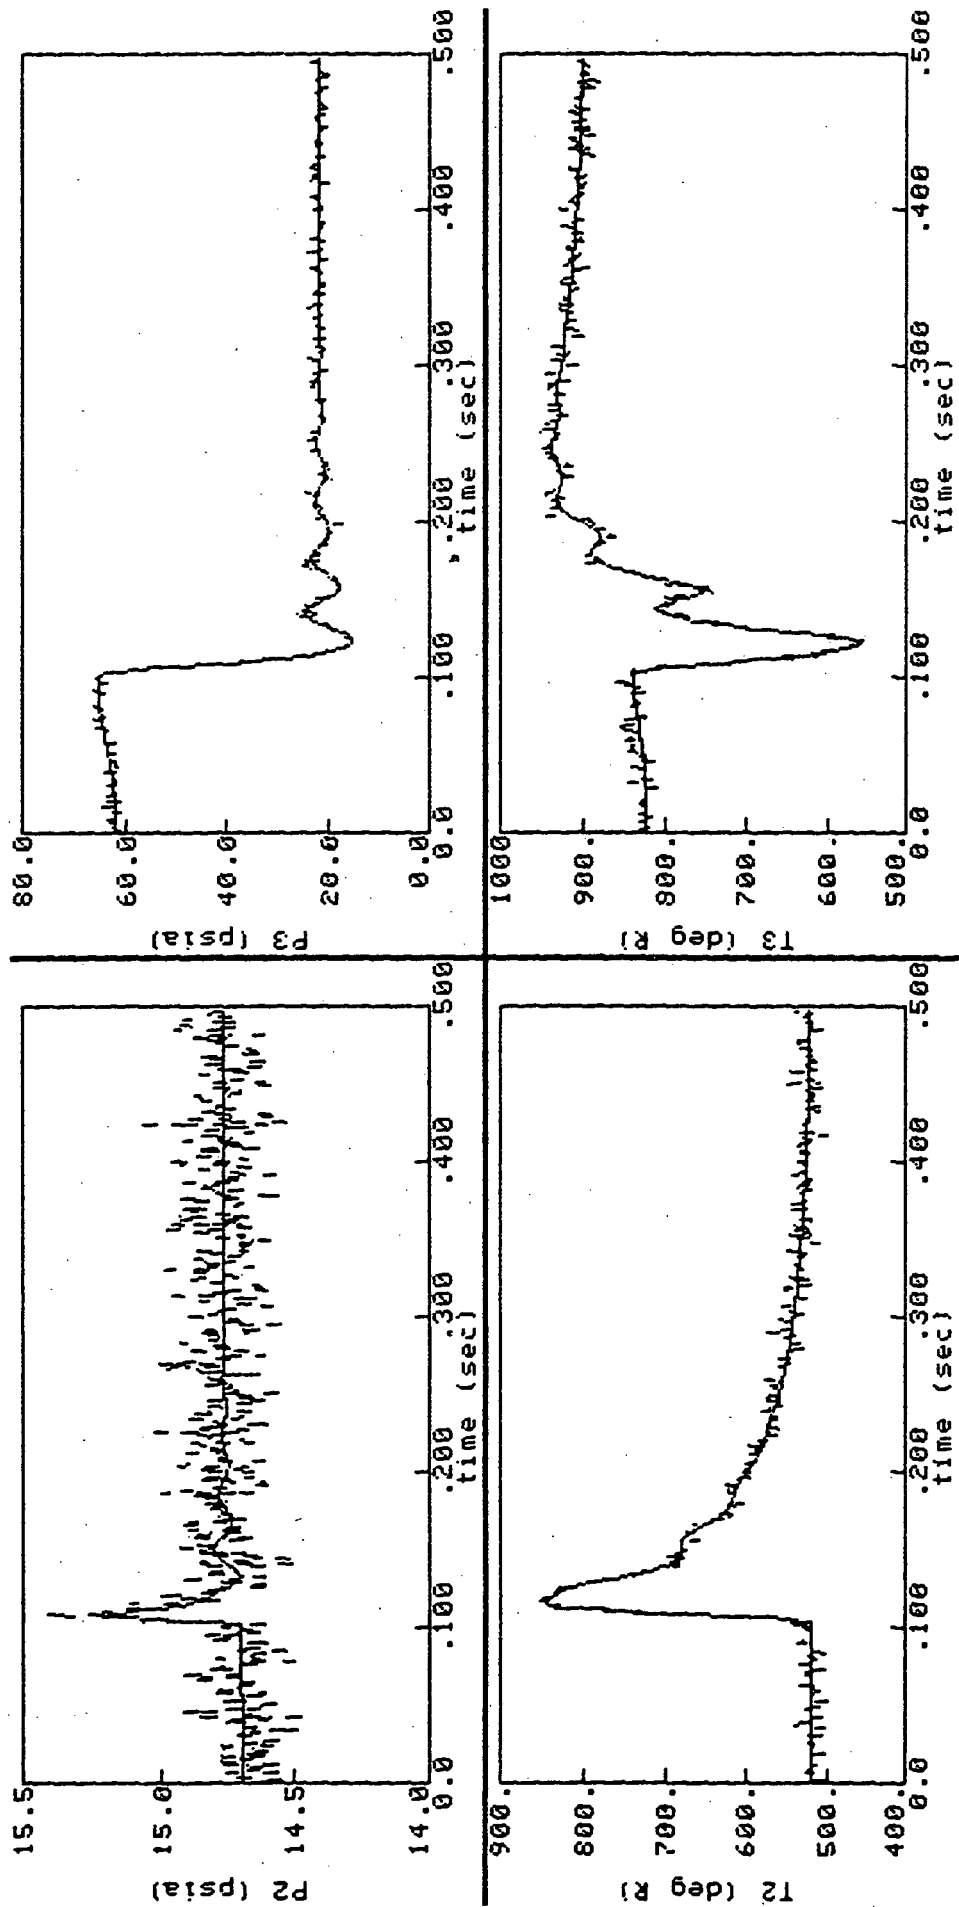 15.5
15.0
14.5
14.0
P2 (psia)
0.0 .100 .200 .300 .400 .500
time (sec)
80.0
60.0
40.0
20.0
0.0
P3 (psia)
0.0 .100 .200 .300 .400 .500
time (sec)
900.
800.
700.
600.
500.
400.
T2 (deg R)
0.0 .100 .200 .300 .400 .500
time (sec)
1000.
900.
800.
700.
600.
500.
T3 (deg R)
0.0 .100 .200 .300 .400 .500
time (sec)